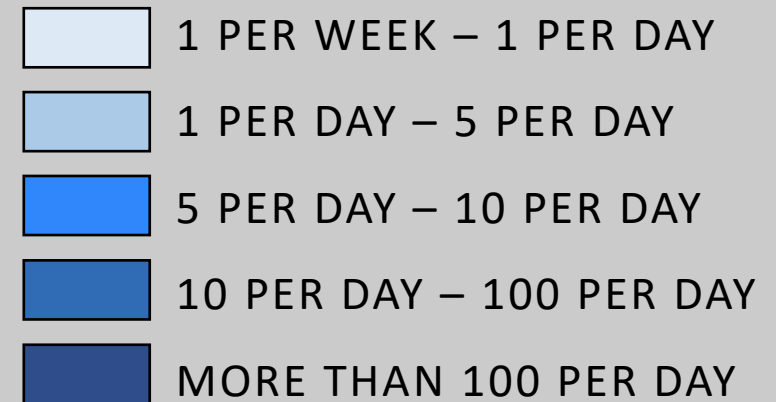 1 PER WEEK – 1 PER DAY
1 PER DAY – 5 PER DAY
5 PER DAY – 10 PER DAY
10 PER DAY – 100 PER DAY
MORE THAN 100 PER DAY